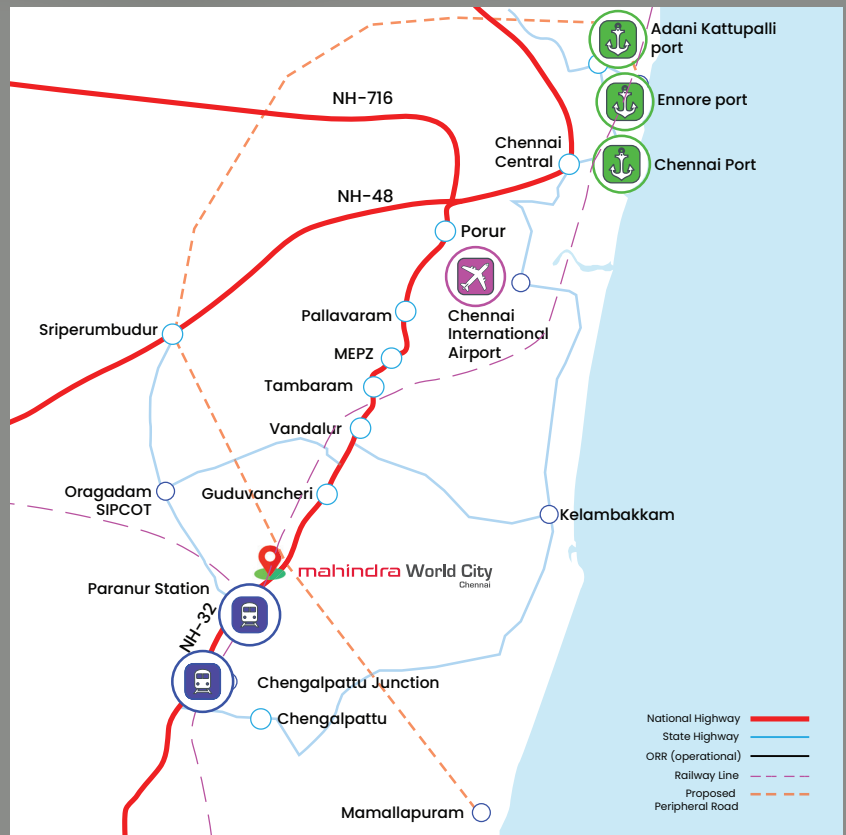 Adani Kattupalli
port
NH-716
Ennore port
Chennai
Central
Chennai Port
NH-48
Porur
Chennai
International
Airport
Pallavaram
Sriperumbudur
MEPZ
Tambaram
Vandalur
Oragadam
SIPCOT
Guduvancheri
Kelambakkam
mahindra World City
Chennai
Paranur Station
NH-32
Chengalpattu Junction
Chengalpattu
Mamallapuram
National Highway
State Highway
ORR (operational)
Railway Line
Proposed
Peripheral Road